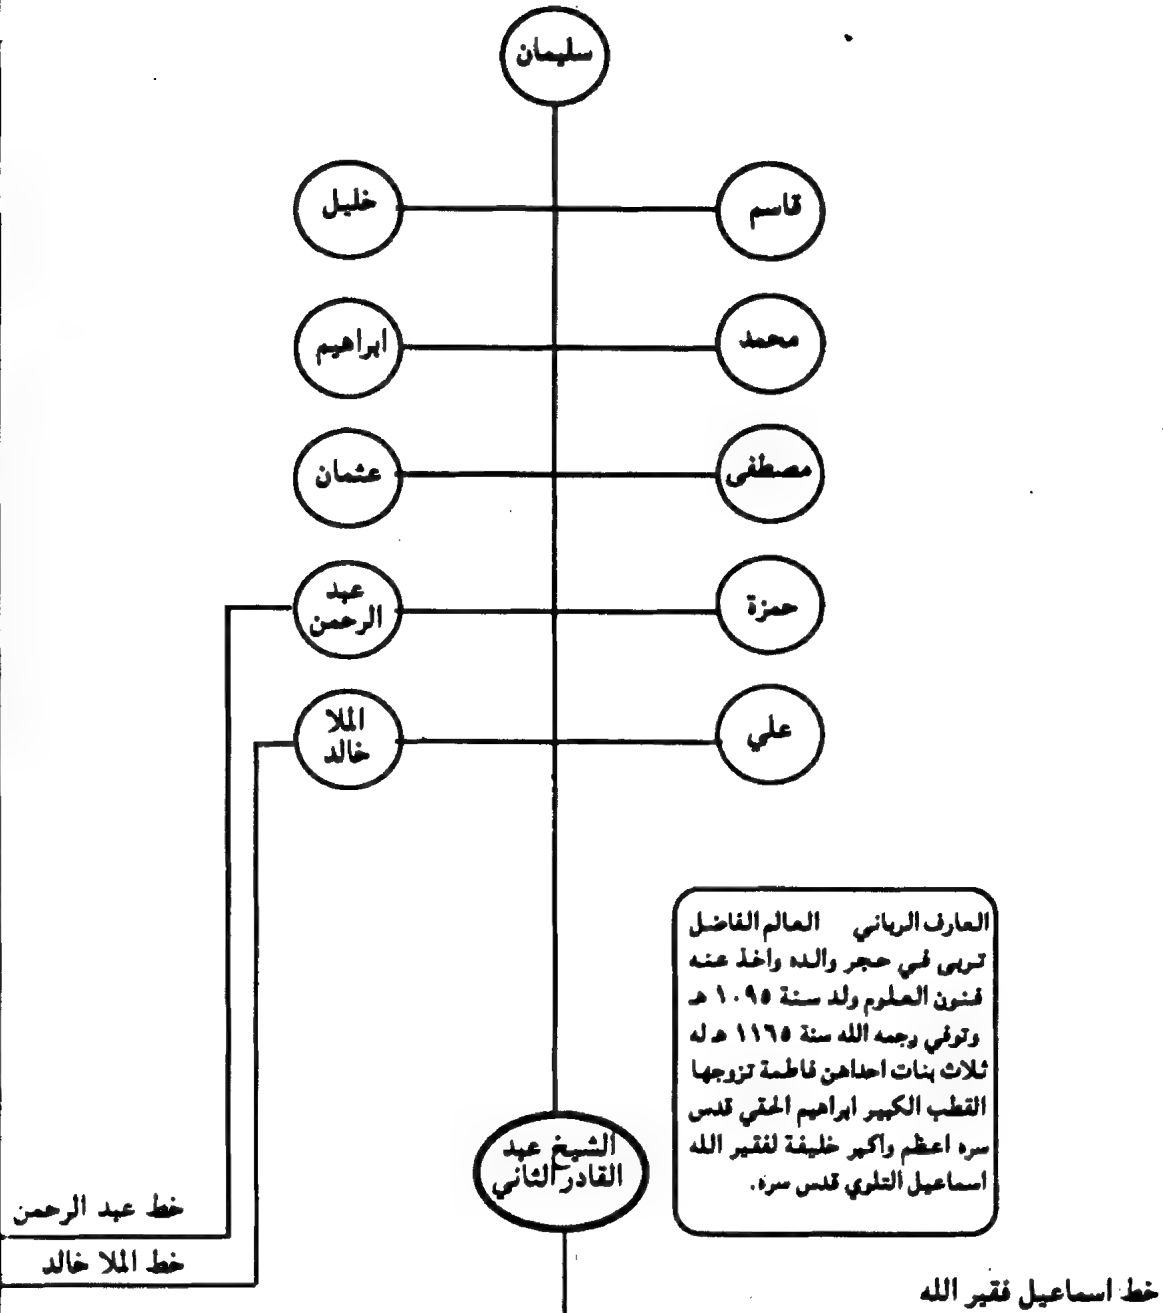 سليمان
قاسم
خليل
محمد
ابراهيم
مصطفى
عثمان
حمزة
عبد
الرحمن
علي
الملا
خالد
العارف الرباني العالم الفاضل
تربى في حجر والده واخذ عنه
فنون العلوم ولد سنة ١٠٩٥ هـ
وتوفي رحمه الله سنة ١١٦٥ هـ له
ثلاث بنات احداهن فاطمة تزوجها
القطب الكبير ابراهيم الحقي قدس
سره اعظم واكبر خليفة لفقير الله
اسماعيل التلوي قدس سره.
الشيخ عبد
القادر الثاني
خط عبد الرحمن
خط الملا خالد
خط اسماعيل فقير الله